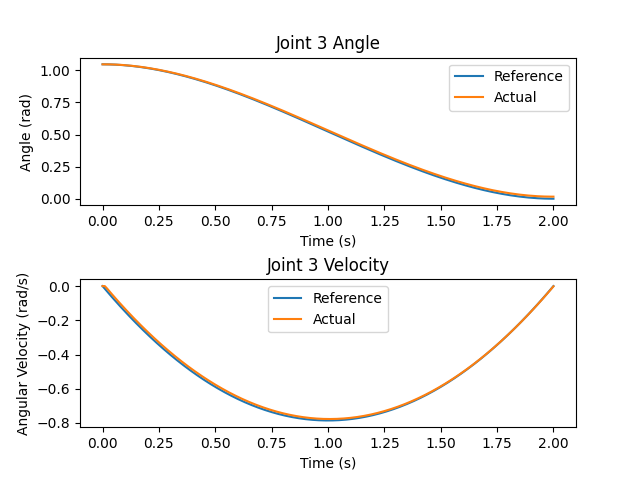 Joint 3 Angle
Angle (rad)
1.00
0.75
0.50
0.25
0.00
Reference
Actual
0.00 0.25 0.50 0.75 1.00 1.25 1.50 1.75 2.00
Time (s)
Joint 3 Velocity
Angular Velocity (rad/s)
0.0
−0.2
−0.4
−0.6
−0.8
Reference
Actual
0.00 0.25 0.50 0.75 1.00 1.25 1.50 1.75 2.00
Time (s)